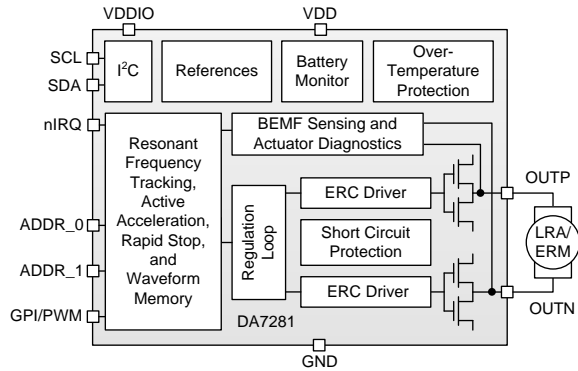 VDDIO
VDD
SCL
SDA
I²C
References
Battery
Monitor
Over-
Temperature
Protection
nIRQ
ADDR_0
ADDR_1
GPI/PWM
Resonant
Frequency
Tracking,
Active
Acceleration,
Rapid Stop,
and
Waveform
Memory
BEMF Sensing and
Actuator Diagnostics
Regulation
Loop
ERC Driver
Short Circuit
Protection
ERC Driver
DA7281
OUTP
LRA/
ERM
OUTN
GND